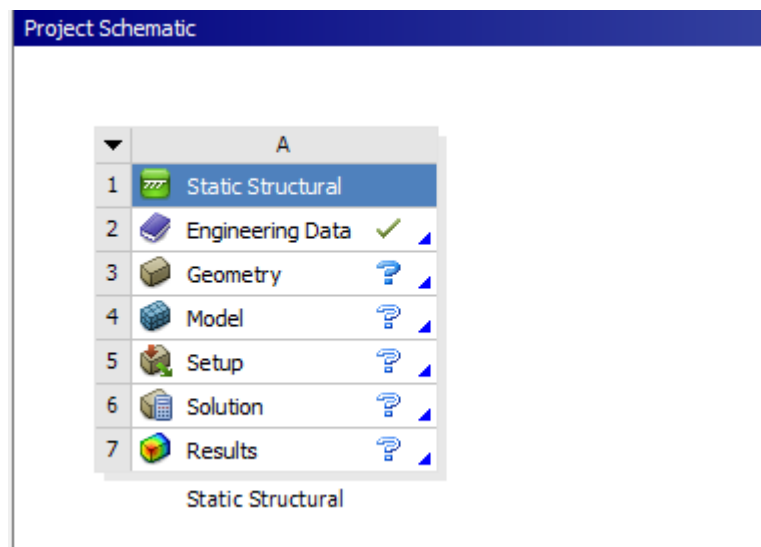 Project Schematic
A
1 Static Structural
2 Engineering Data
3 Geometry
4 Model
5 Setup
6 Solution
7 Results
Static Structural